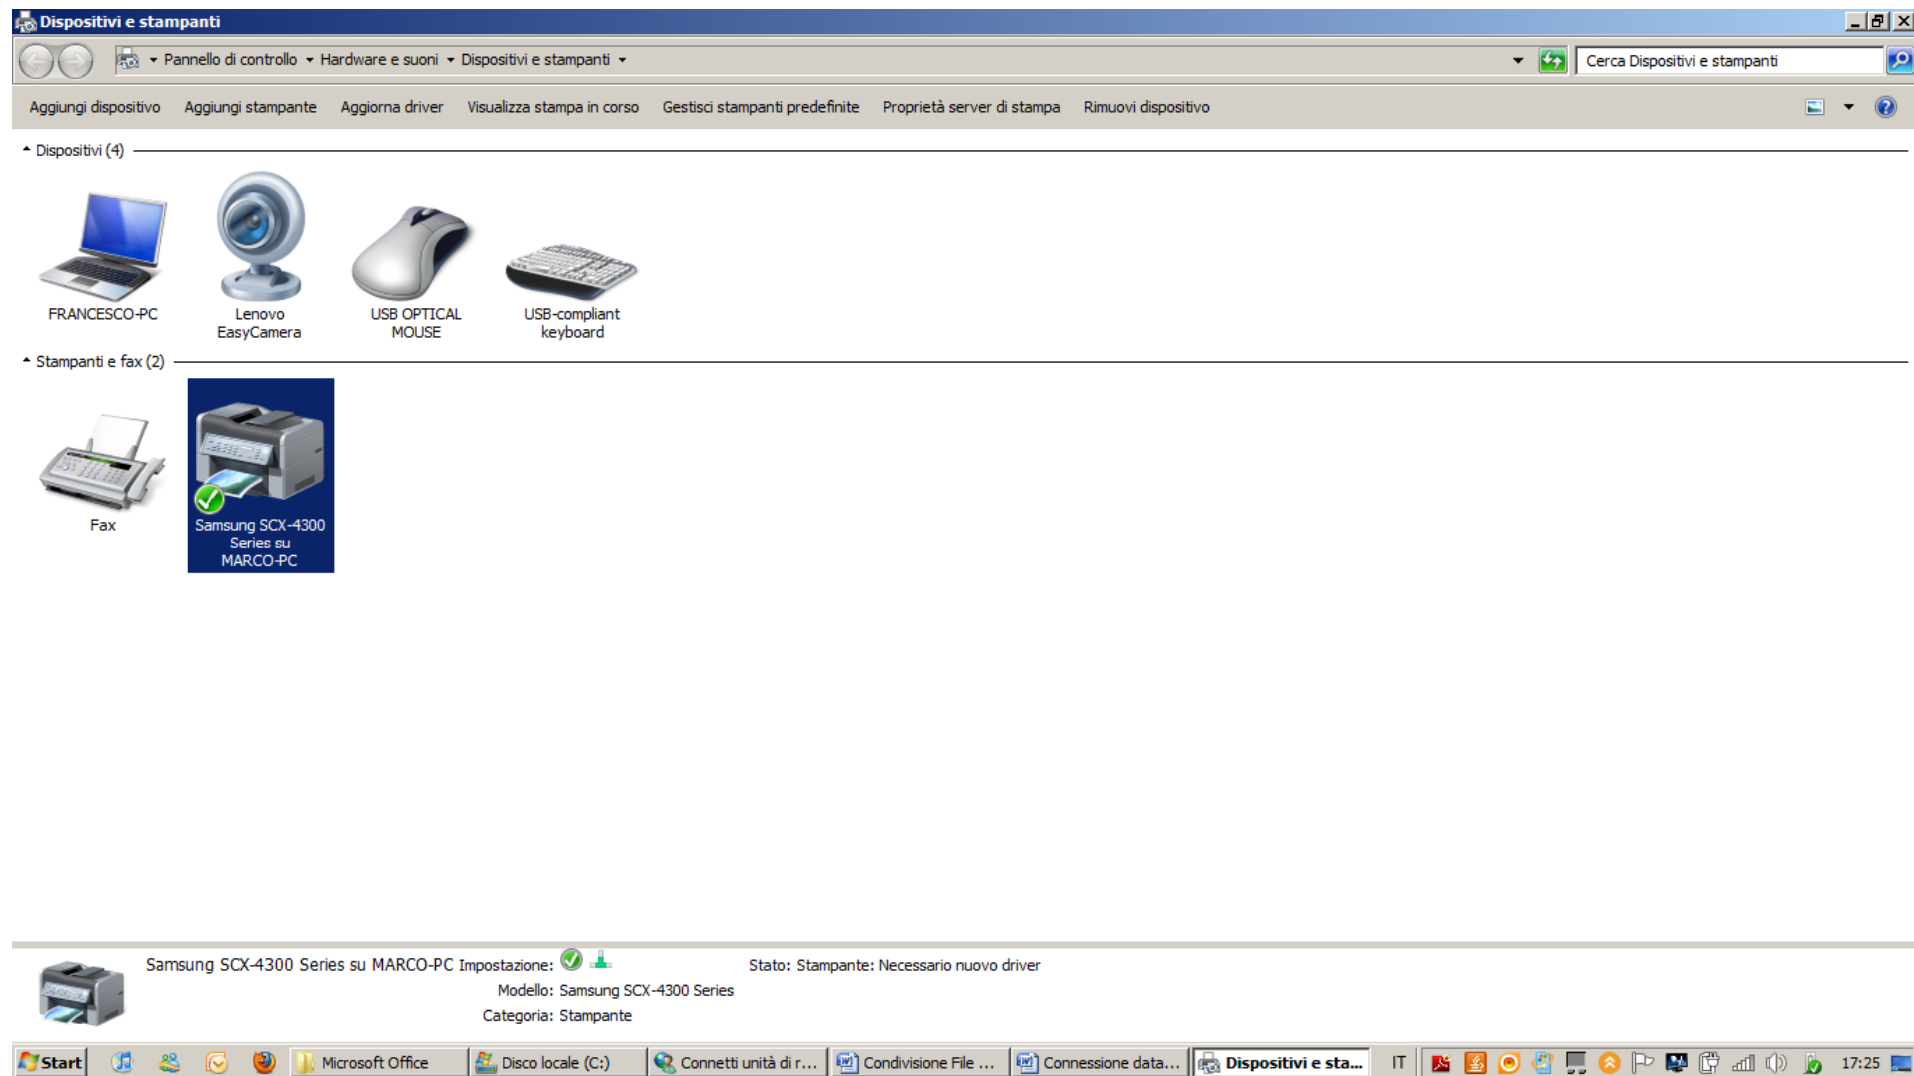 Dispositivi e stampanti
Pannello di controllo Hardware e suoni Dispositivi e stampanti
Cerca Dispositivi e stampanti
Aggiungi dispositivo Aggiungi stampante Aggiorna driver Visualizza stampa in corso Gestisci stampanti predefinite Proprietà server di stampa Rimuovi dispositivo
Dispositivi (4)
FRANCESCO-PC
Lenovo
EasyCamera
USB OPTICAL
MOUSE
USB-compliant
keyboard
Stampanti e fax (2)
Fax
Samsung SCX-4300
Series su
MARCO-PC
Samsung SCX-4300 Series su MARCO-PC Impostazione: Stato: Stampante: Necessario nuovo driver
Modello: Samsung SCX-4300 Series
Categoria: Stampante
Start Microsoft Office Disco locale (C:) Connetti unità di r... Condivisione File ... Connessione data... Dispositivi e sta... IT 17:25